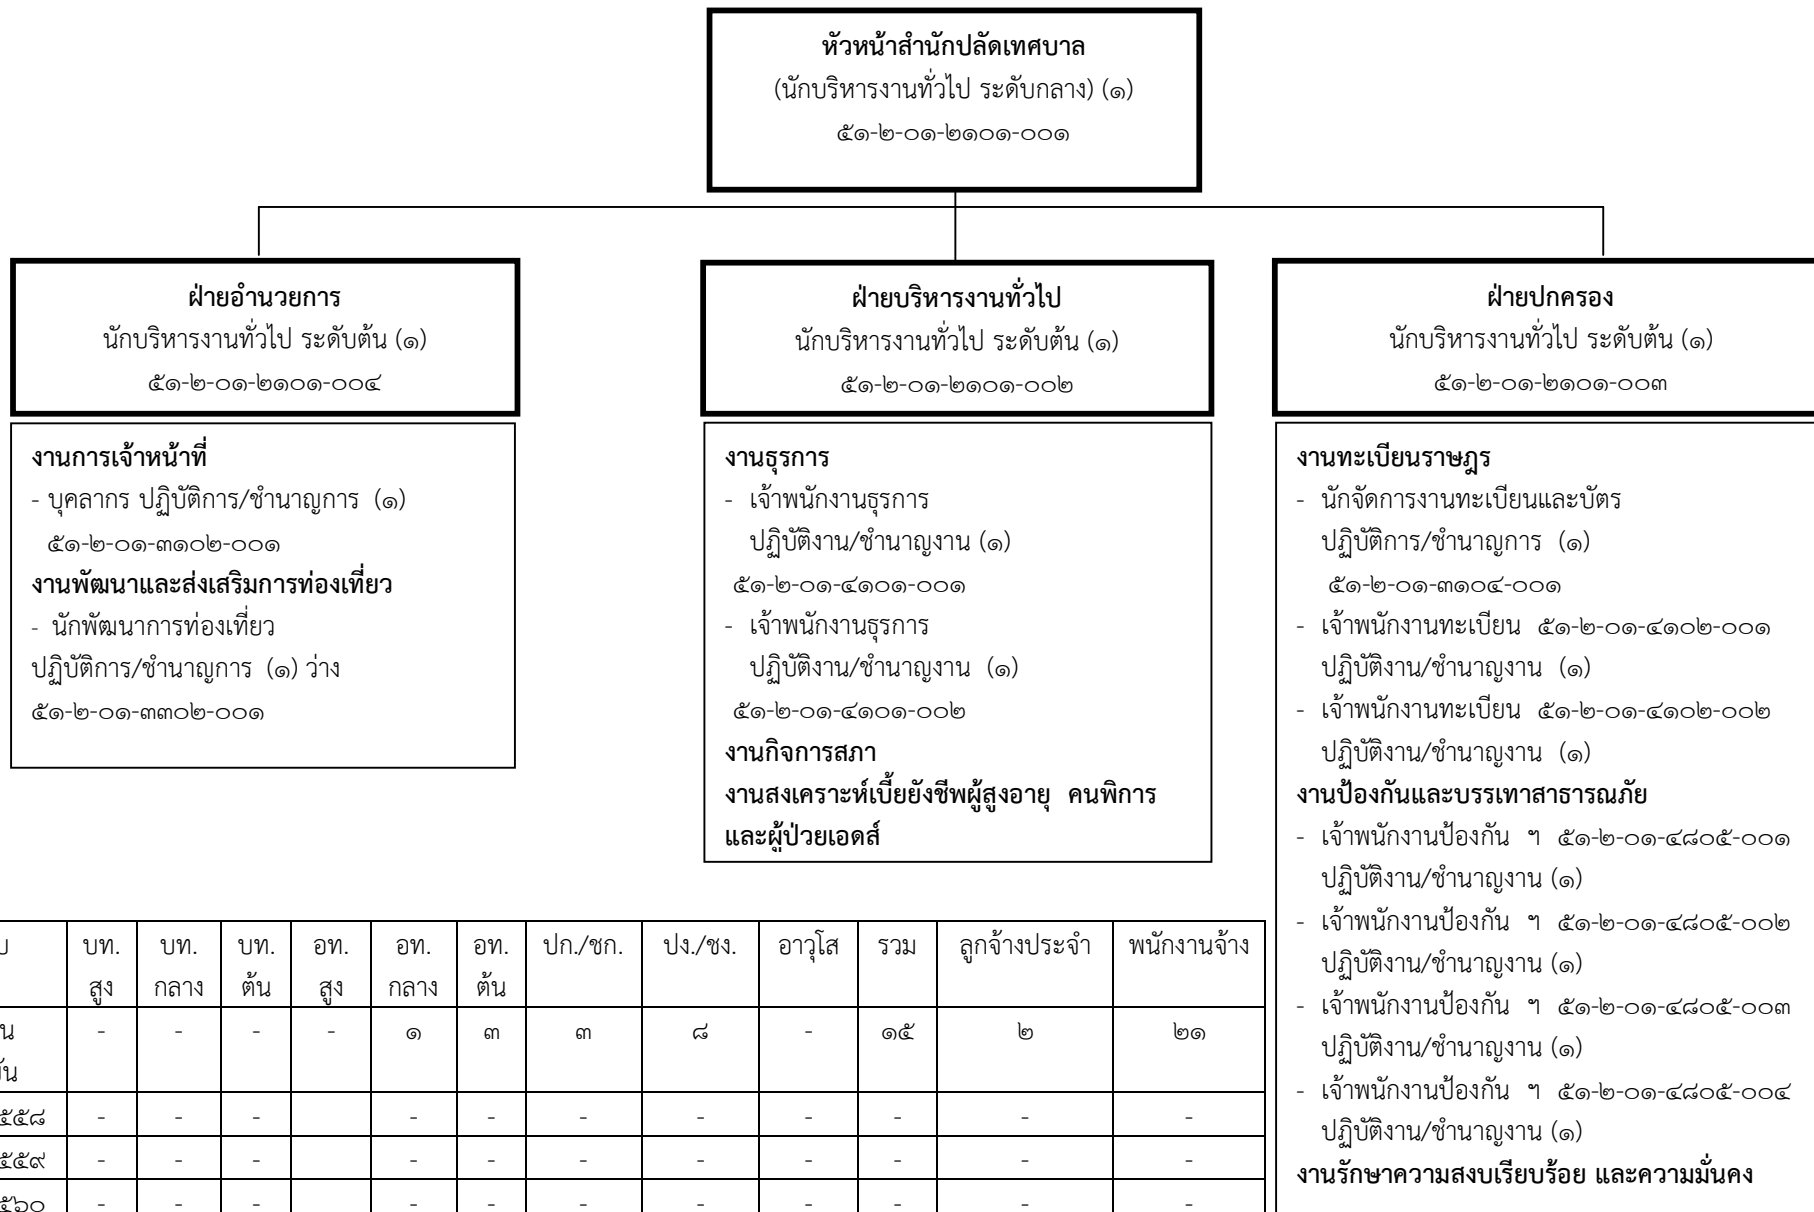 หัวหน้าสำนักปลัดเทศบาล
(นักบริหารงานทั่วไป ระดับกลาง) (๑)
๕๑-๒-๐๑-๒๑๐๑-๐๐๑
ฝ่ายอำนวยการ
นักบริหารงานทั่วไป ระดับต้น (๑)
๕๑-๒-๐๑-๒๑๐๑-๐๐๔
งานการเจ้าหน้าที่
- บุคลากร ปฏิบัติการ/ชำนาญการ (๑)
๕๑-๒-๐๑-๓๑๐๒-๐๐๑
งานพัฒนาและส่งเสริมการท่องเที่ยว
- นักพัฒนาการท่องเที่ยว
ปฏิบัติการ/ชำนาญการ (๑) ว่าง
๕๑-๒-๐๑-๓๓๐๒-๐๐๑
ฝ่ายบริหารงานทั่วไป
นักบริหารงานทั่วไป ระดับต้น (๑)
๕๑-๒-๐๑-๒๑๐๑-๐๐๒
งานธุรการ
- เจ้าพนักงานธุรการ
ปฏิบัติงาน/ชำนาญงาน (๑)
๕๑-๒-๐๑-๔๑๐๑-๐๐๑
- เจ้าพนักงานธุรการ
ปฏิบัติงาน/ชำนาญงาน (๑)
๕๑-๒-๐๑-๔๑๐๑-๐๐๒
งานกิจการสภา
งานสงเคราะห์เบี้ยยังชีพผู้สูงอายุ คนพิการ
และผู้ป่วยเอดส์
ฝ่ายปกครอง
นักบริหารงานทั่วไป ระดับต้น (๑)
๕๑-๒-๐๑-๒๑๐๑-๐๐๓
งานทะเบียนราษฎร
- นักจัดการงานทะเบียนและบัตร
ปฏิบัติการ/ชำนาญการ (๑)
๕๑-๒-๐๑-๓๑๐๔-๐๐๑
- เจ้าพนักงานทะเบียน ๕๑-๒-๐๑-๔๑๐๒-๐๐๑
ปฏิบัติงาน/ชำนาญงาน (๑)
- เจ้าพนักงานทะเบียน ๕๑-๒-๐๑-๔๑๐๒-๐๐๒
ปฏิบัติงาน/ชำนาญงาน (๑)
งานป้องกันและบรรเทาสาธารณภัย
- เจ้าพนักงานป้องกัน ฯ ๕๑-๒-๐๑-๔๘๐๕-๐๐๑
ปฏิบัติงาน/ชำนาญงาน (๑)
- เจ้าพนักงานป้องกัน ฯ ๕๑-๒-๐๑-๔๘๐๕-๐๐๒
ปฏิบัติงาน/ชำนาญงาน (๑)
- เจ้าพนักงานป้องกัน ฯ ๕๑-๒-๐๑-๔๘๐๕-๐๐๓
ปฏิบัติงาน/ชำนาญงาน (๑)
- เจ้าพนักงานป้องกัน ฯ ๕๑-๒-๐๑-๔๘๐๕-๐๐๔
ปฏิบัติงาน/ชำนาญงาน (๑)
งานรักษาความสงบเรียบร้อย และความมั่นคง
บท. บท. บท. อท. อท. อท. ปก./ชก. ปง./ชง. อาวุโส รวม ลูกจ้างประจำ พนักงานจ้าง
สูง กลาง ต้น สูง กลาง ต้น
- - - - ๑ ๓ ๓ ๘ - ๑๕ ๒ ๒๑
๕๕๘ - - - - - - - - - - -
๕๕๙ - - - - - - - - - - -
๕๖๐ - - - - - - - - - - -